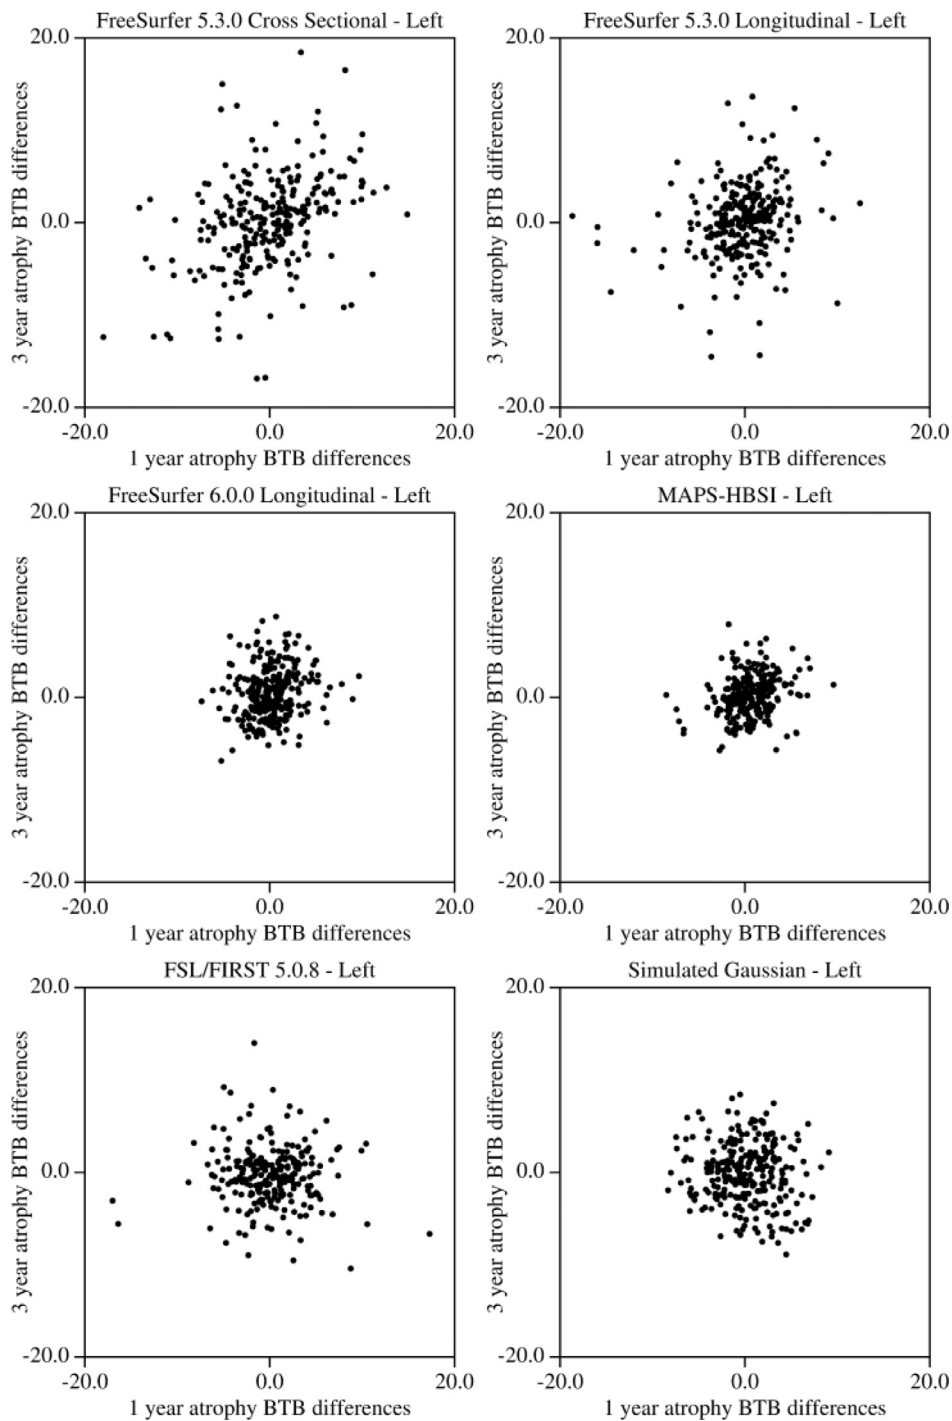 FreeSurfer 5.3.0 Cross Sectional - Left
20.0
3 year atrophy BTB differences
0.0
-20.0
-20.0 0.0 20.0
1 year atrophy BTB differences
FreeSurfer 5.3.0 Longitudinal - Left
20.0
3 year atrophy BTB differences
0.0
-20.0
-20.0 0.0 20.0
1 year atrophy BTB differences
FreeSurfer 6.0.0 Longitudinal - Left
20.0
3 year atrophy BTB differences
0.0
-20.0
-20.0 0.0 20.0
1 year atrophy BTB differences
MAPS-HBSI - Left
20.0
3 year atrophy BTB differences
0.0
-20.0
-20.0 0.0 20.0
1 year atrophy BTB differences
FSL/FIRST 5.0.8 - Left
20.0
3 year atrophy BTB differences
0.0
-20.0
-20.0 0.0 20.0
1 year atrophy BTB differences
Simulated Gaussian - Left
20.0
3 year atrophy BTB differences
0.0
-20.0
-20.0 0.0 20.0
1 year atrophy BTB differences